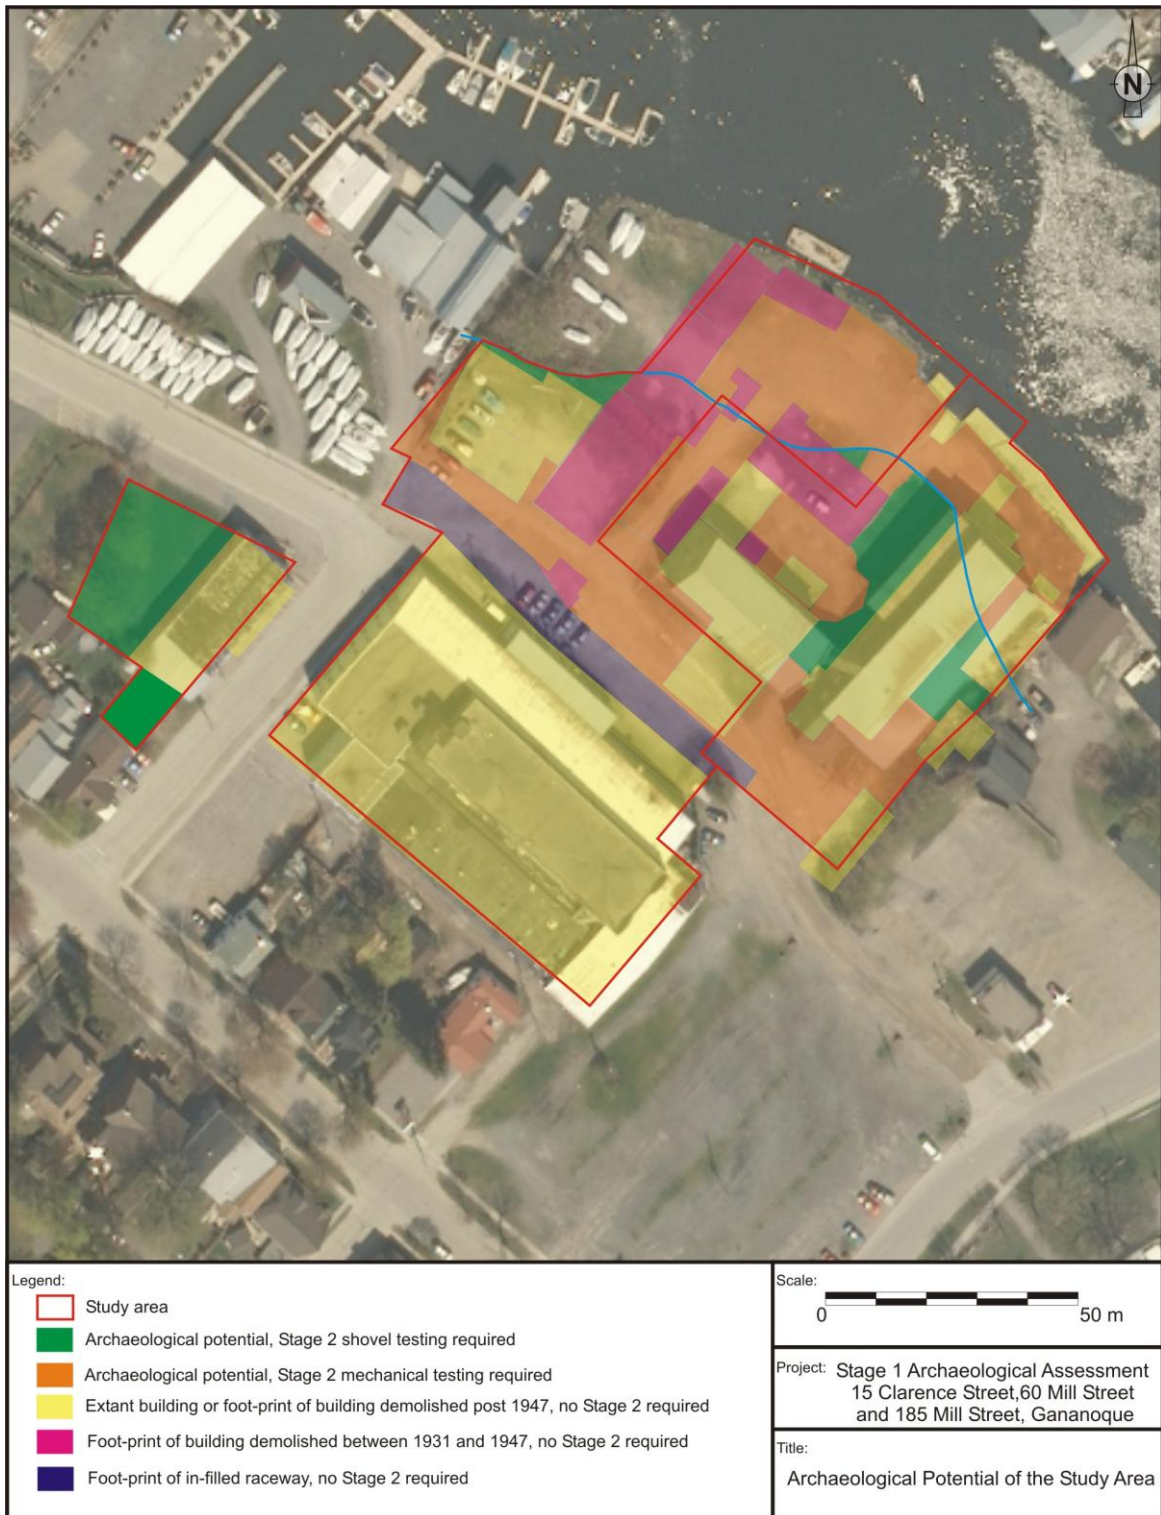 N
Legend:
Study area
Archaeological potential, Stage 2 shovel testing required
Archaeological potential, Stage 2 mechanical testing required
Extant building or foot-print of building demolished post 1947, no Stage 2 required
Foot-print of building demolished between 1931 and 1947, no Stage 2 required
Foot-print of in-filled raceway, no Stage 2 required
Scale:
0 50 m
Project: Stage 1 Archaeological Assessment
15 Clarence Street,60 Mill Street
and 185 Mill Street, Gananoque
Title:
Archaeological Potential of the Study Area